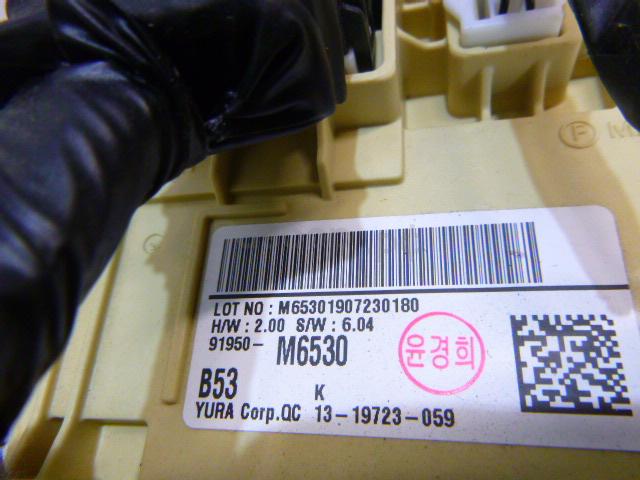 F M
LOT NO : M65301907230180
H/W : 2.00 S/W : 6.04
91950- M6530
윤경희
B53 K
YURA Corp.QC 13-19723-059